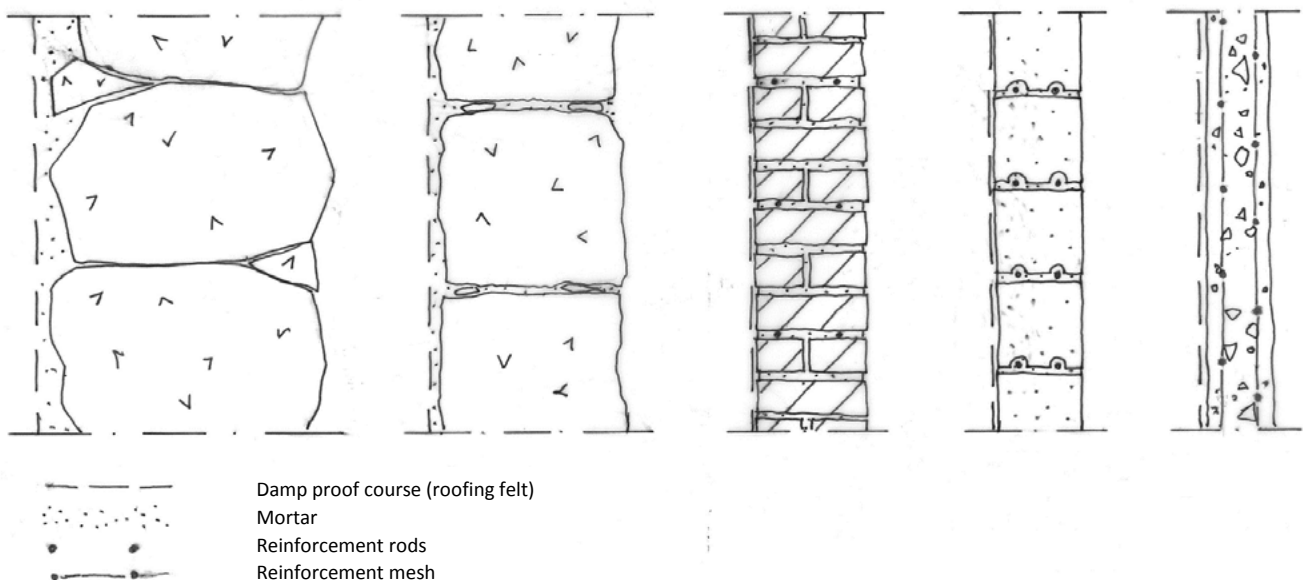 Damp proof course (roofing felt)
Mortar
Reinforcement rods
Reinforcement mesh